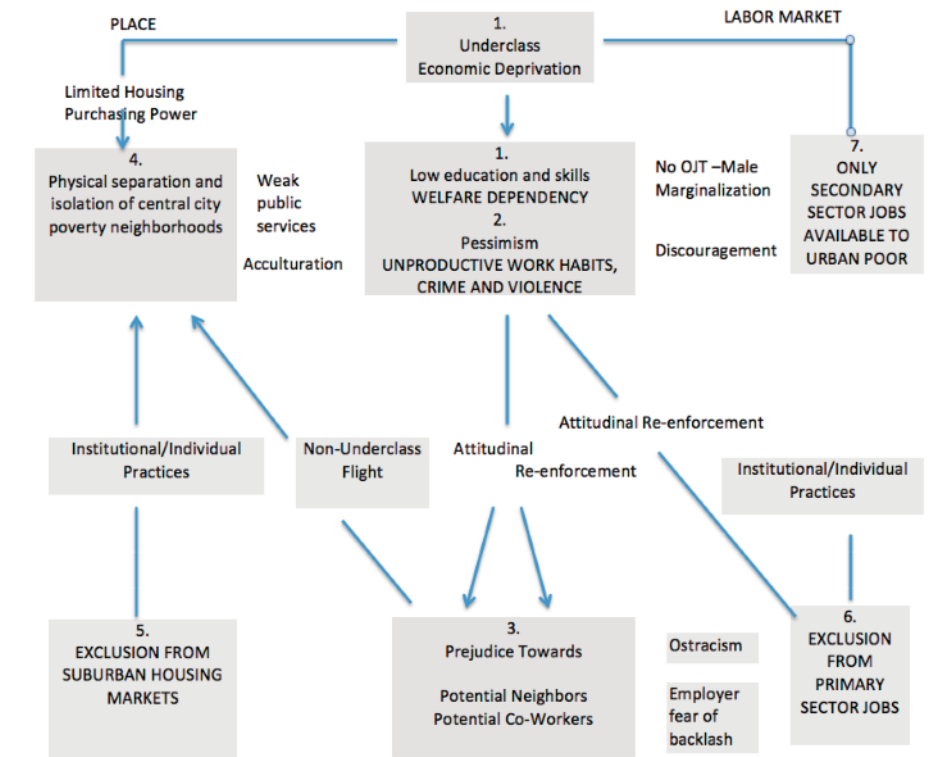 PLACE
LABOR MARKET
1.
Underclass
Economic Deprivation
Limited Housing
Purchasing Power
4.
Physical separation and
isolation of central city
poverty neighborhoods
Weak
public
services
Acculturation
1.
Low education and skills
WELFARE DEPENDENCY
2.
Pessimism
UNPRODUCTIVE WORK HABITS,
CRIME AND VIOLENCE
No OJT –Male
Marginalization
Discouragement
7.
ONLY
SECONDARY
SECTOR JOBS
AVAILABLE TO
URBAN POOR
Institutional/Individual
Practices
Non-Underclass
Flight
Attitudinal
Re-enforcement
Attitudinal Re-enforcement
Institutional/Individual
Practices
5.
EXCLUSION FROM
SUBURBAN HOUSING
MARKETS
3.
Prejudice Towards
Potential Neighbors
Potential Co-Workers
Ostracism
Employer
fear of
backlash
6.
EXCLUSION
FROM
PRIMARY
SECTOR JOBS